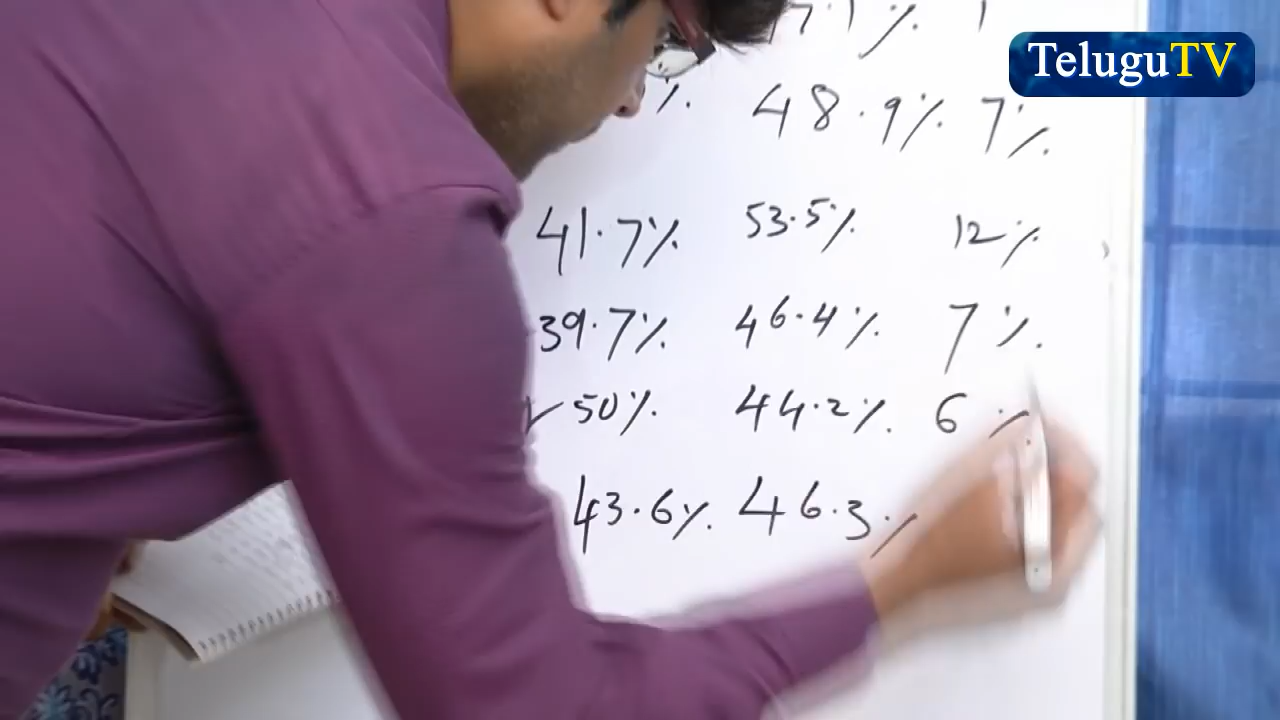 TeluguTV
48.9% 7%
41.7% 53.5% 12%
39.7% 46.4% 7%
50% 44.2% 6%
43.6% 46.3%